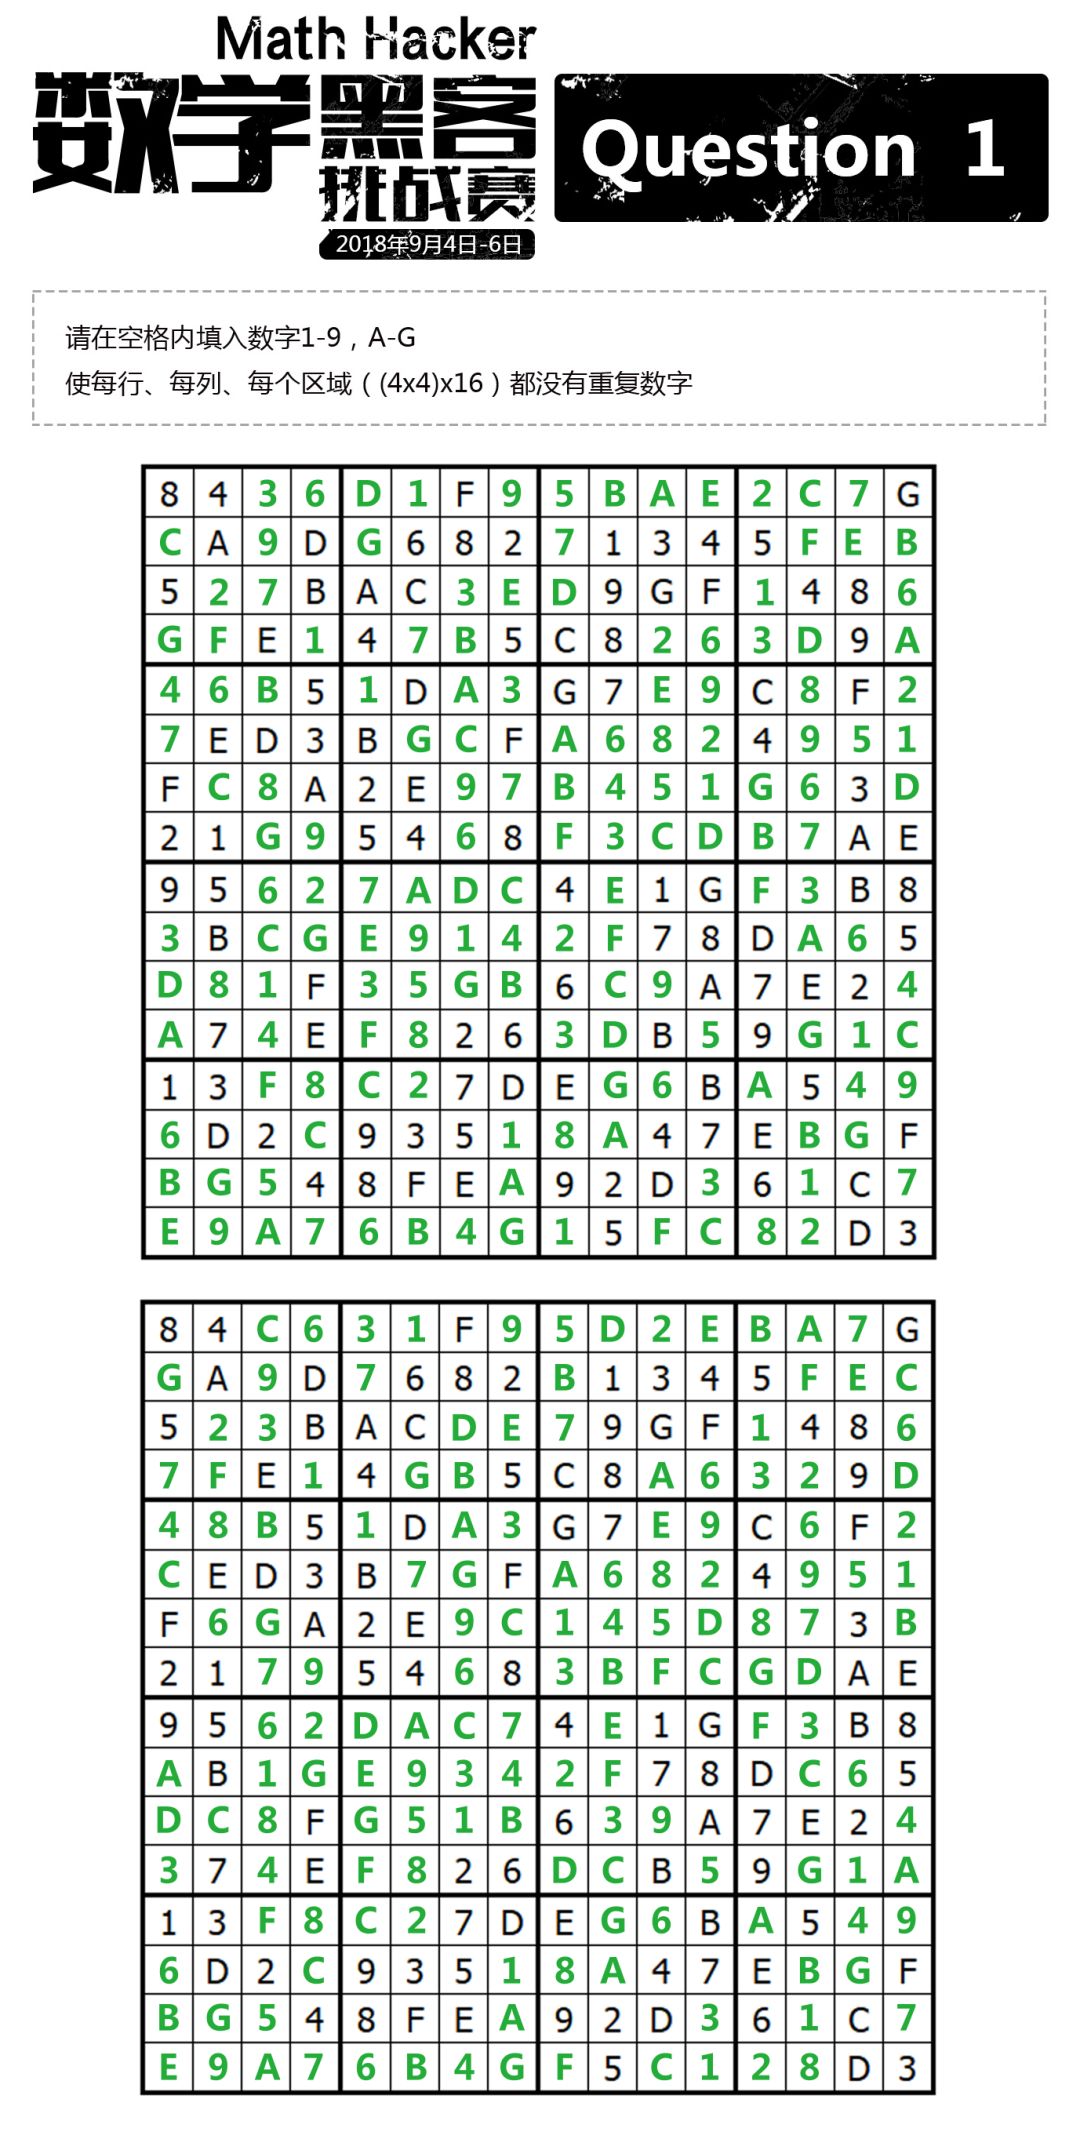 Math Hacker
数学黑客
挑战赛
2018年9月4日-6日
Question 1
请在空格内填入数字1-9，A-G
使每行、每列、每个区域（(4x4)x16）都没有重复数字
8 4 3 6 D 1 F 9 5 B A E 2 C 7 G
C A 9 D G 6 8 2 7 1 3 4 5 F E B
5 2 7 B A C 3 E D 9 G F 1 4 8 6
G F E 1 4 7 B 5 C 8 2 6 3 D 9 A
4 6 B 5 1 D A 3 G 7 E 9 C 8 F 2
7 E D 3 B G C F A 6 8 2 4 9 5 1
F C 8 A 2 E 9 7 B 4 5 1 G 6 3 D
2 1 G 9 5 4 6 8 F 3 C D B 7 A E
9 5 6 2 7 A D C 4 E 1 G F 3 B 8
3 B C G E 9 1 4 2 F 7 8 D A 6 5
D 8 1 F 3 5 G B 6 C 9 A 7 E 2 4
A 7 4 E F 8 2 6 3 D B 5 9 G 1 C
1 3 F 8 C 2 7 D E G 6 B A 5 4 9
6 D 2 C 9 3 5 1 8 A 4 7 E B G F
B G 5 4 8 F E A 9 2 D 3 6 1 C 7
E 9 A 7 6 B 4 G 1 5 F C 8 2 D 3
8 4 C 6 3 1 F 9 5 D 2 E B A 7 G
G A 9 D 7 6 8 2 B 1 3 4 5 F E C
5 2 3 B A C D E 7 9 G F 1 4 8 6
7 F E 1 4 G B 5 C 8 A 6 3 2 9 D
4 8 B 5 1 D A 3 G 7 E 9 C 6 F 2
C E D 3 B 7 G F A 6 8 2 4 9 5 1
F 6 G A 2 E 9 C 1 4 5 D 8 7 3 B
2 1 7 9 5 4 6 8 3 B F C G D A E
9 5 6 2 D A C 7 4 E 1 G F 3 B 8
A B 1 G E 9 3 4 2 F 7 8 D C 6 5
D C 8 F G 5 1 B 6 3 9 A 7 E 2 4
3 7 4 E F 8 2 6 D C B 5 9 G 1 A
1 3 F 8 C 2 7 D E G 6 B A 5 4 9
6 D 2 C 9 3 5 1 8 A 4 7 E B G F
B G 5 4 8 F E A 9 2 D 3 6 1 C 7
E 9 A 7 6 B 4 G F 5 C 1 2 8 D 3